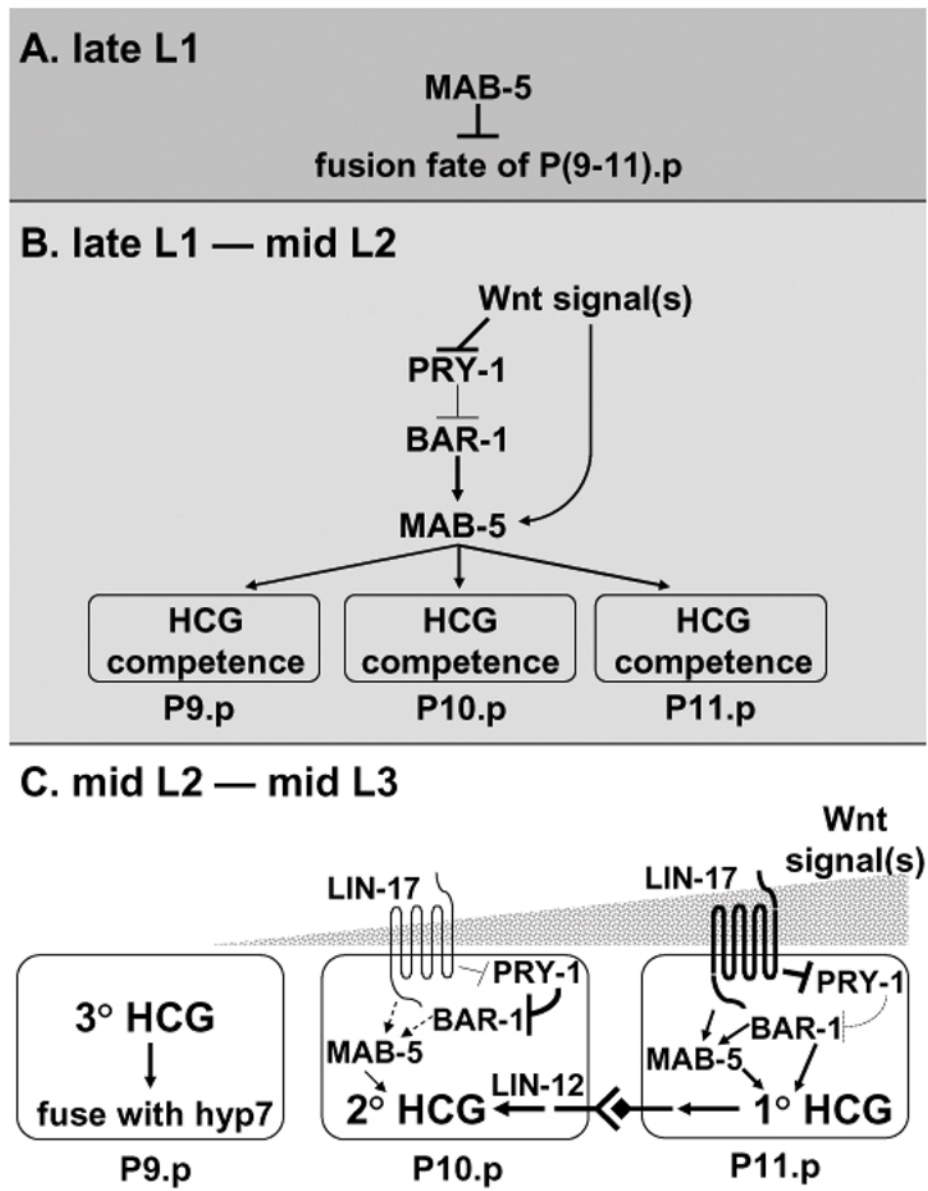 A. late L1
MAB-5
fusion fate of P(9-11).p
B. late L1 — mid L2
Wnt signal(s)
PRY-1
BAR-1
MAB-5
HCG competence
HCG competence
HCG competence
P9.p
P10.p
P11.p
C. mid L2 — mid L3
Wnt
signal(s)
LIN-17
LIN-17
3° HCG
fuse with hyp7
PRY-1
BAR-1
MAB-5
2° HCG
LIN-12
PRY-1
BAR-1
MAB-5
1° HCG
P9.p
P10.p
P11.p